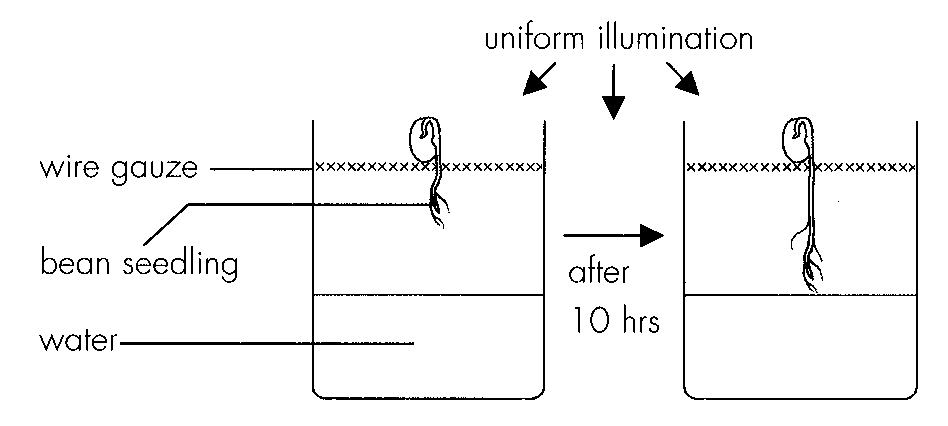 uniform illumination
wire gauze
bean seedling
water
after
10 hrs